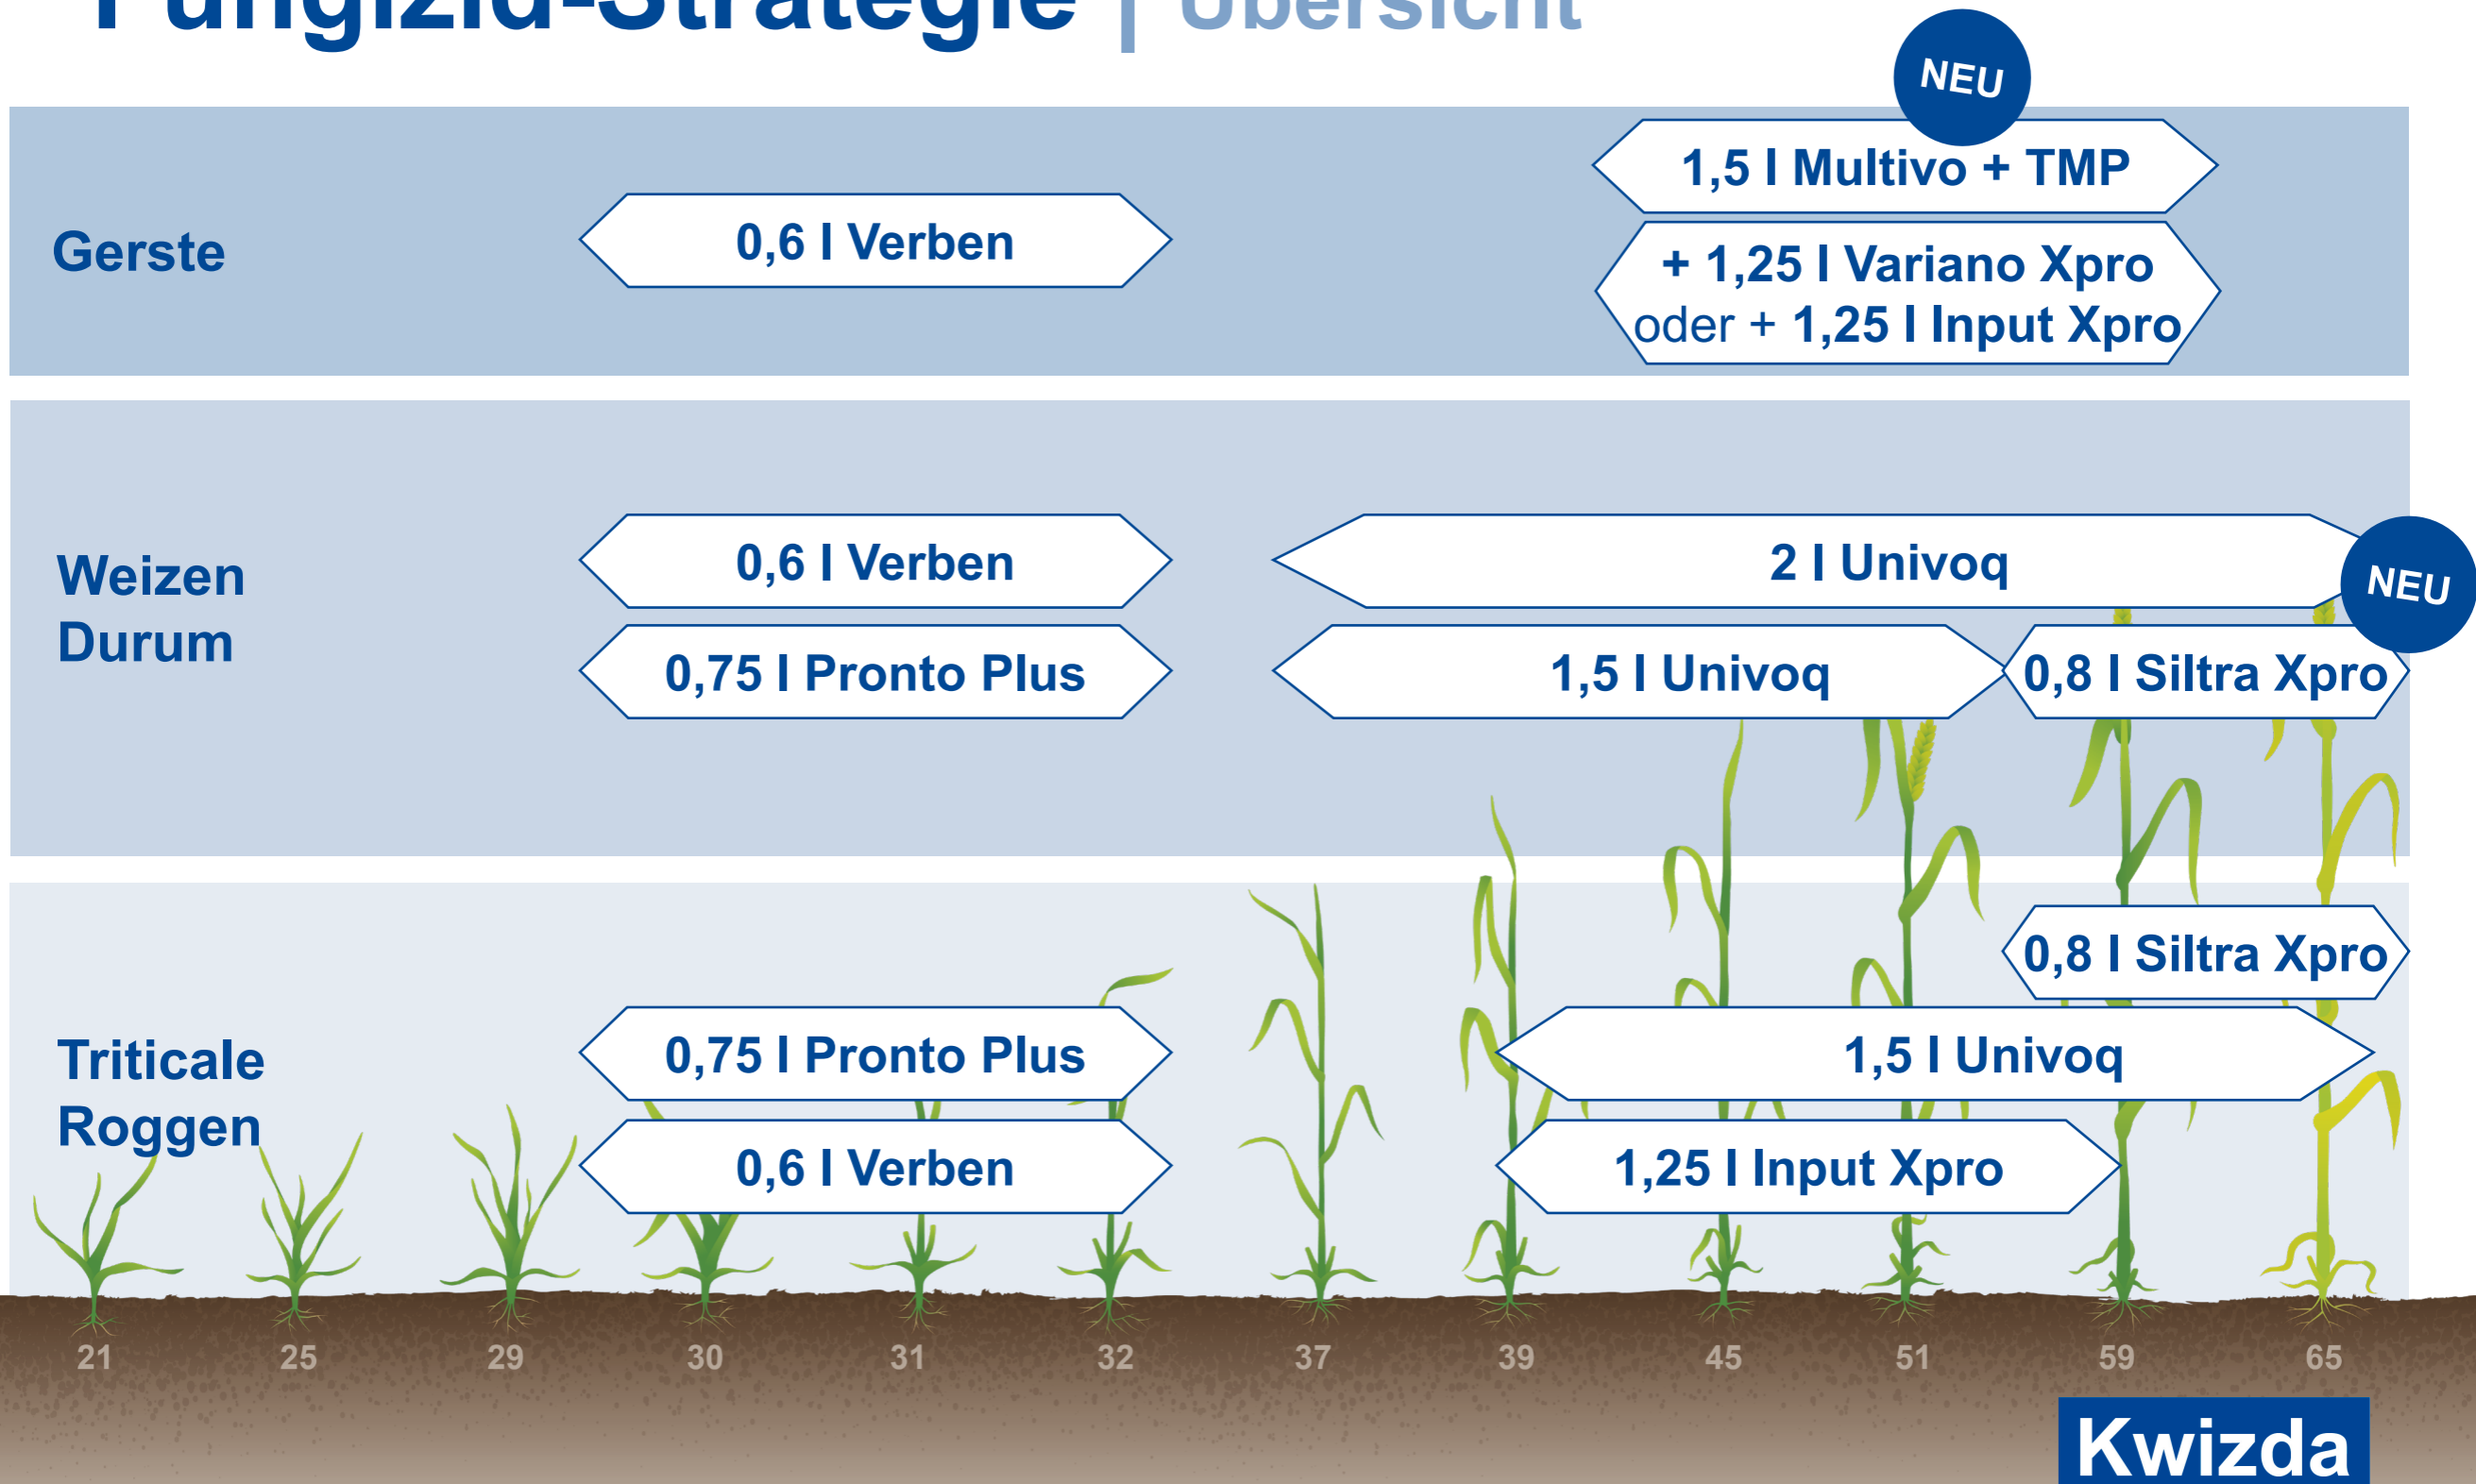 Fungizid-Strategie | Übersicht
NEU
Gerste
0,6 l Verben
1,5 l Multivo + TMP
+ 1,25 l Variano Xpro
oder + 1,25 l Input Xpro
Weizen
Durum
0,6 l Verben
2 l Univoq
NEU
0,75 l Pronto Plus
1,5 l Univoq
0,8 l Siltra Xpro
Triticale
Roggen
0,8 l Siltra Xpro
0,75 l Pronto Plus
1,5 l Univoq
0,6 l Verben
1,25 l Input Xpro
21 25 29 30 31 32 37 39 45 51 59 65
Kwizda